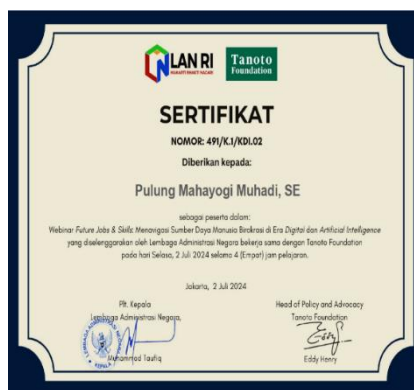 LAN RI
MAKARTI BHAKTI NAGARI
Tanoto
Foundation
SERTIFIKAT
NOMOR: 491/K.1/KDI.02
Diberikan kepada:
Pulung Mahayogi Muhadi, SE
sebagai peserta dalam:
Webinar Future Jobs & Skills: Menavigasi Sumber Daya Manusia Birokrasi di Era Digital dan Artificial Intelligence
yang diselenggarakan oleh Lembaga Administrasi Negara bekerja sama dengan Tanoto Foundation
pada hari Selasa, 2 Juli 2024 selama 4 (Empat) jam pelajaran.
Jakarta, 2 Juli 2024
Plt. Kepala
Lembaga Administrasi Negara,
Muhammad Taufiq
Head of Policy and Advocacy
Tanoto Foundation
Eddy Henry